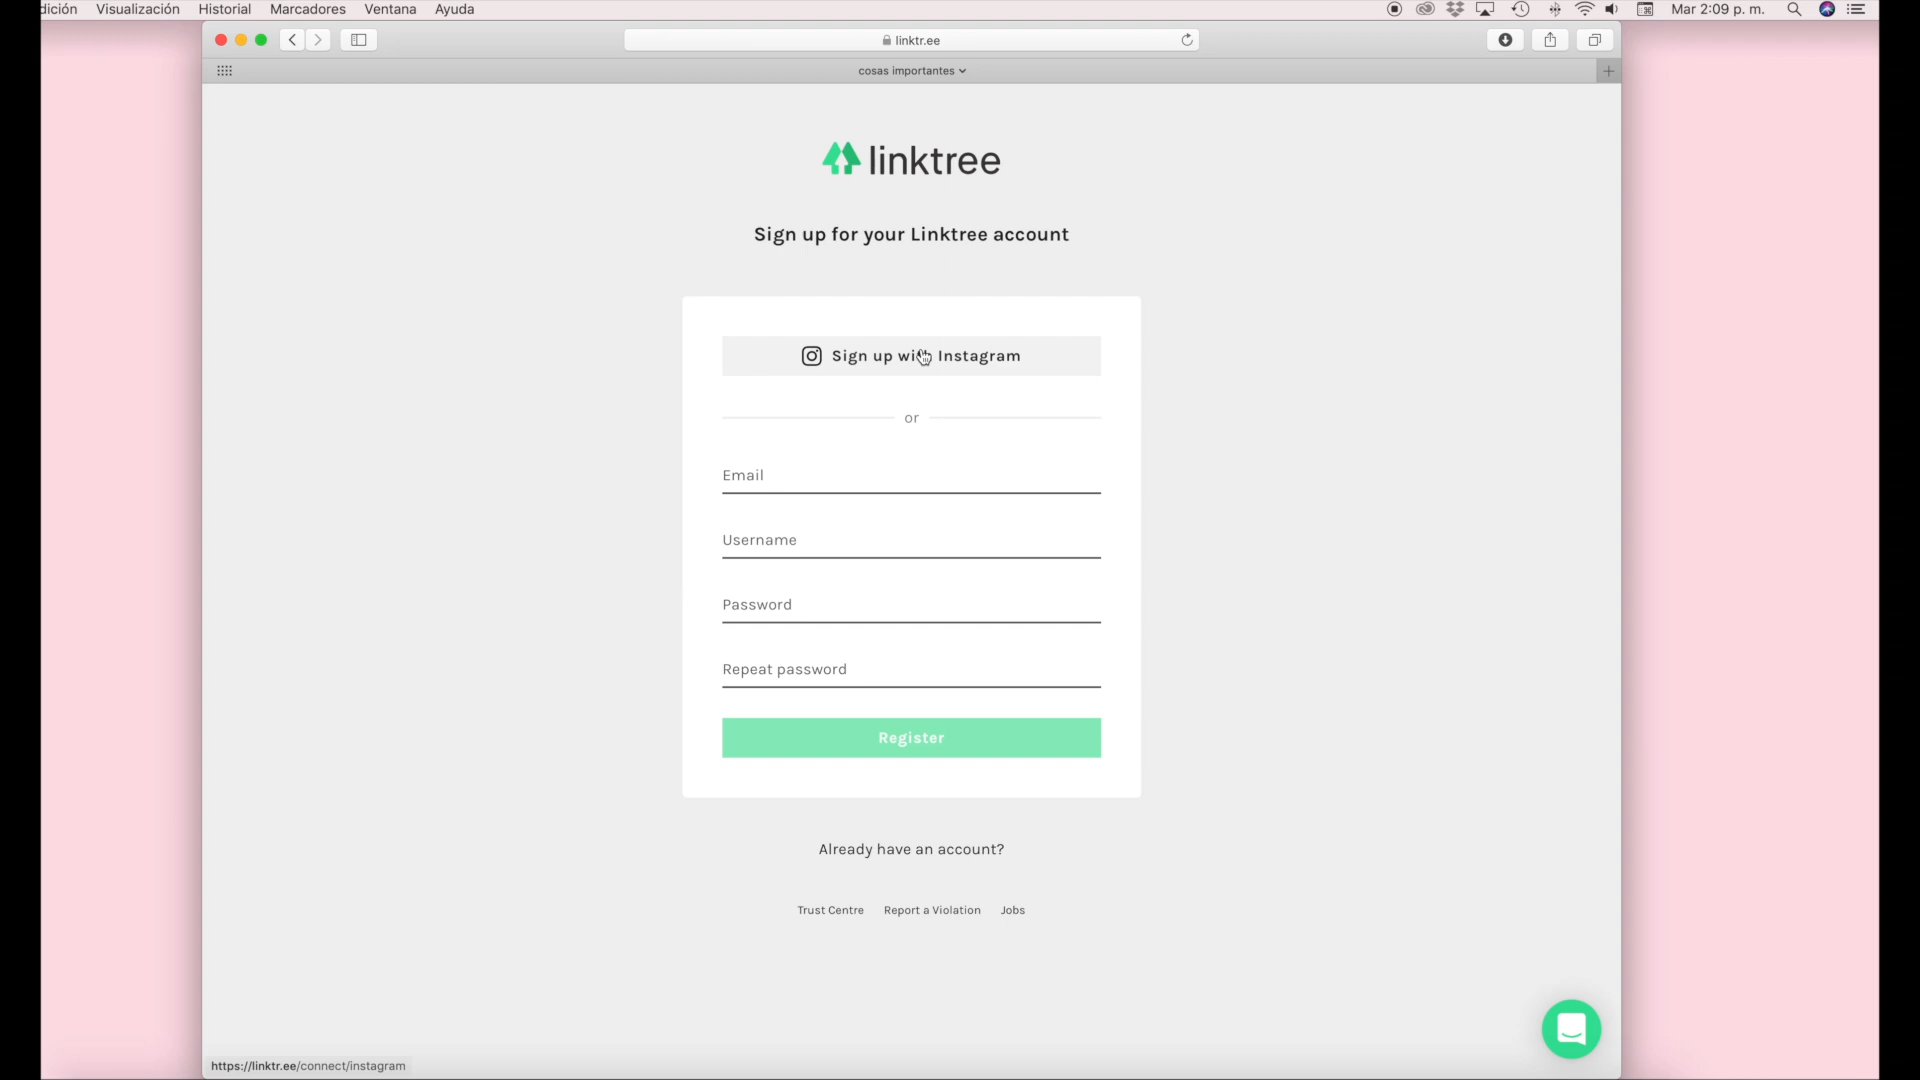 dición Visualización Historial Marcadores Ventana Ayuda Mar 2:09 p. m.
linktr.ee
cosas importantes
linktree
Sign up for your Linktree account
Sign up with Instagram
or
Email
Username
Password
Repeat password
Register
Already have an account?
Trust Centre Report a Violation Jobs
https://linktr.ee/connect/instagram